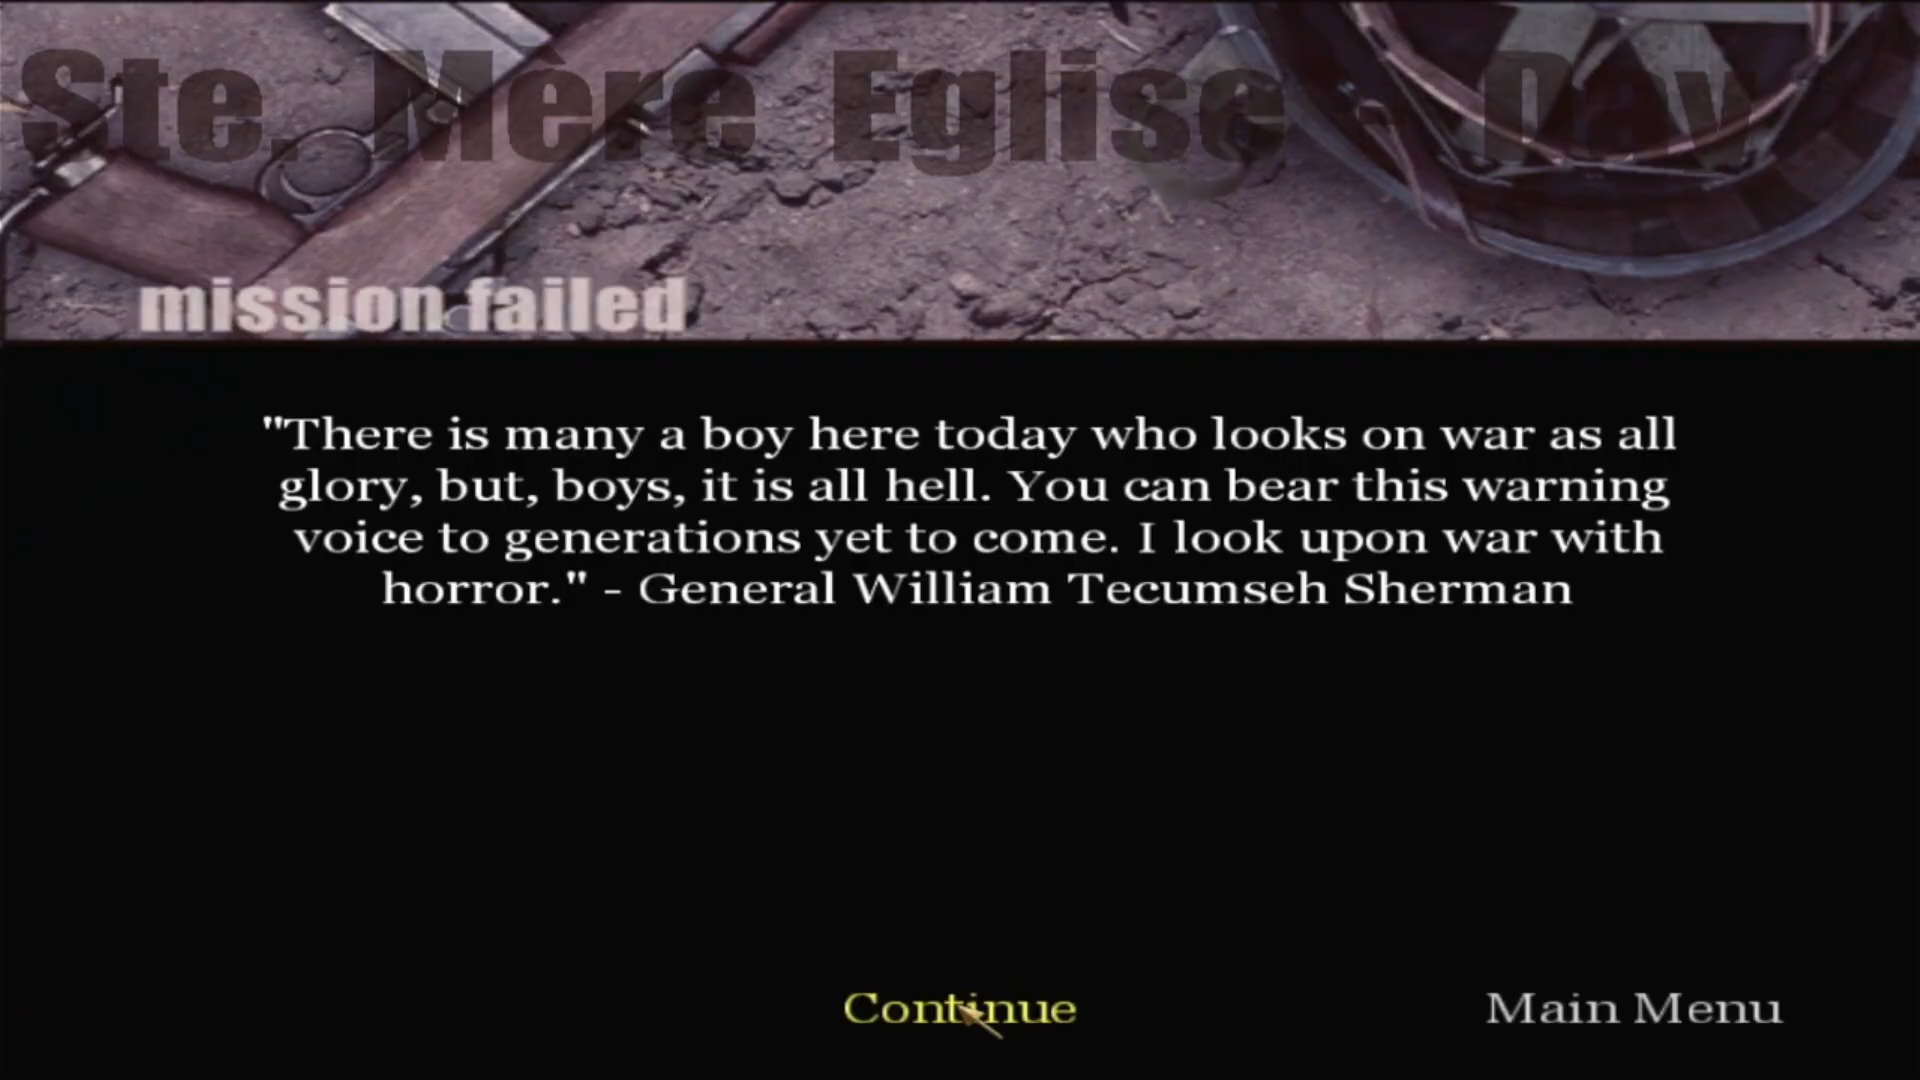 Ste. Mère Eglise - Day
mission failed
"There is many a boy here today who looks on war as all
glory, but, boys, it is all hell. You can bear this warning
voice to generations yet to come. I look upon war with
horror." - General William Tecumseh Sherman
Continue
Main Menu